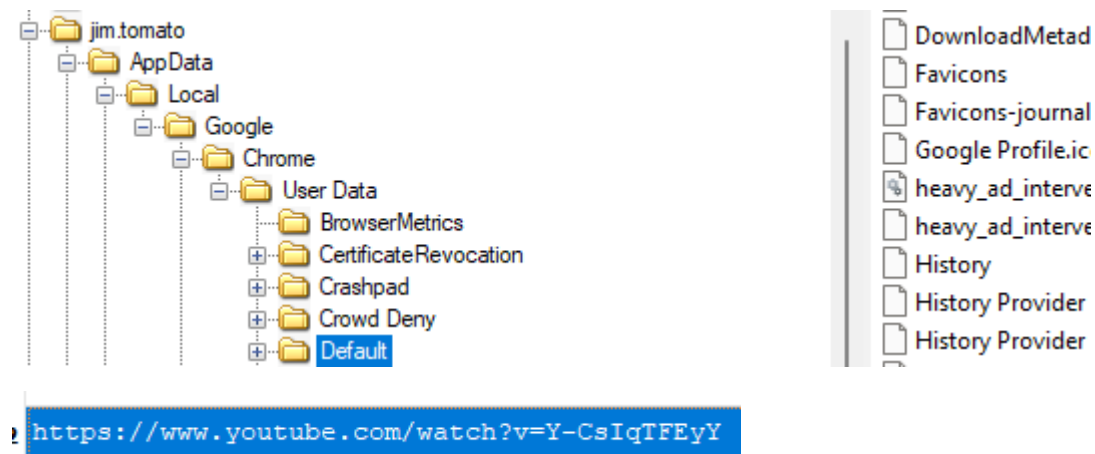 jim.tomato
AppData
Local
Google
Chrome
User Data
BrowserMetrics
CertificateRevocation
Crashpad
Crowd Deny
Default
DownloadMetad
Favicons
Favicons-journal
Google Profile.ic
heavy_ad_interve
heavy_ad_interve
History
History Provider
History Provider
https://www.youtube.com/watch?v=Y-CsIqTFEyY